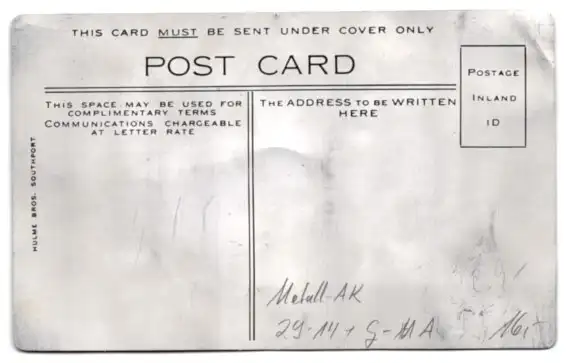 THIS CARD MUST BE SENT UNDER COVER ONLY
POST CARD
POSTAGE
INLAND
1D
THIS SPACE MAY BE USED FOR
COMPLIMENTARY TERMS
COMMUNICATIONS CHARGEABLE
AT LETTER RATE
THE ADDRESS TO BE WRITTEN
HERE
HULME BROS. SOUTHPORT
Metall-AK
16,-